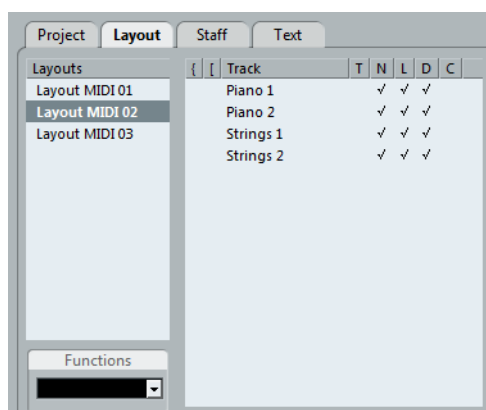 Project Layout Staff Text
Layouts
Layout MIDI 01
Layout MIDI 02
Layout MIDI 03
Functions
{ [ Track T N L D C
Piano 1 √ √ √
Piano 2 √ √ √
Strings 1 √ √ √
Strings 2 √ √ √